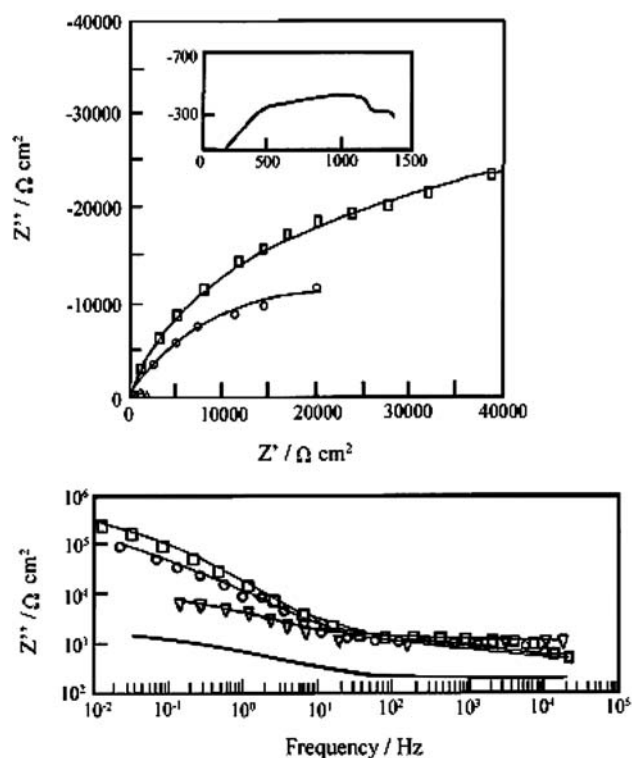 -40000
-30000
-20000
-10000
0
Z'' / Ω cm²
-700
-300
0 500 1000 1500
0 10000 20000 30000 40000
Z' / Ω cm²
10⁶
10⁵
10⁴
10³
10²
Z'' / Ω cm²
10⁻² 10⁻¹ 10⁰ 10¹ 10² 10³ 10⁴ 10⁵
Frequency / Hz